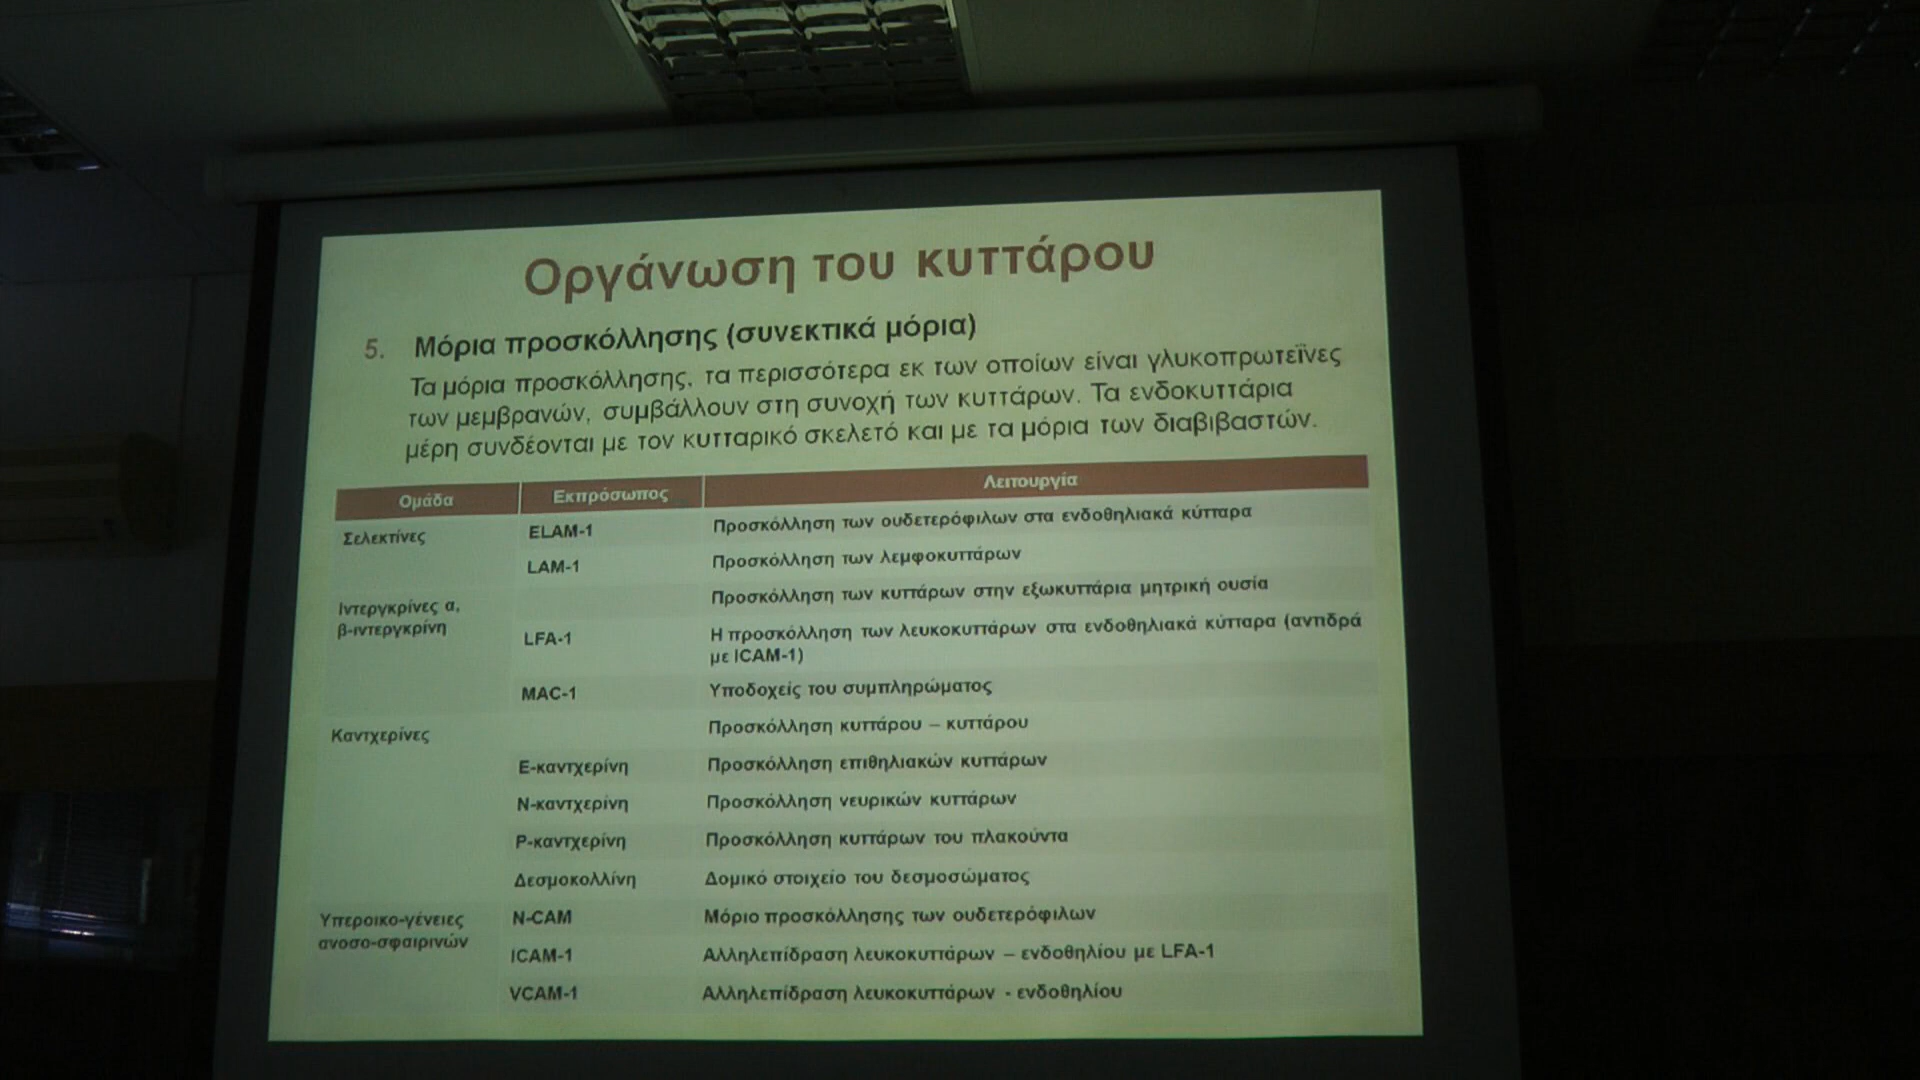 Οργάνωση του κυττάρου
5. Μόρια προσκόλλησης (συνεκτικά μόρια)
Τα μόρια προσκόλλησης, τα περισσότερα εκ των οποίων είναι γλυκοπρωτεΐνες
των μεμβρανών, συμβάλλουν στη συνοχή των κυττάρων. Τα ενδοκυττάρια
μέρη συνδέονται με τον κυτταρικό σκελετό και με τα μόρια των διαβιβαστών.
Ομάδα Εκπρόσωπος Λειτουργία
Σελεκτίνες ELAM-1 Προσκόλληση των ουδετερόφιλων στα ενδοθηλιακά κύτταρα
LAM-1 Προσκόλληση των λεμφοκυττάρων
Ιντεγκρίνες α, Προσκόλληση των κυττάρων στην εξωκυττάρια μητρική ουσία
β-ιντεγκρίνη
LFA-1 Η προσκόλληση των λευκοκυττάρων στα ενδοθηλιακά κύτταρα (αντιδρά
με ICAM-1)
MAC-1 Υποδοχείς του συμπληρώματος
Καντχερίνες Προσκόλληση κυττάρου – κυττάρου
Ε-καντχερίνη Προσκόλληση επιθηλιακών κυττάρων
Ν-καντχερίνη Προσκόλληση νευρικών κυττάρων
Ρ-καντχερίνη Προσκόλληση κυττάρων του πλακούντα
Δεσμοκολλίνη Δομικό στοιχείο του δεσμοσώματος
Υπεροικο-γένειες N-CAM Μόριο προσκόλλησης των ουδετερόφιλων
ανοσο-σφαιρινών
ICAM-1 Αλληλεπίδραση λευκοκυττάρων – ενδοθηλίου με LFA-1
VCAM-1 Αλληλεπίδραση λευκοκυττάρων - ενδοθηλίου